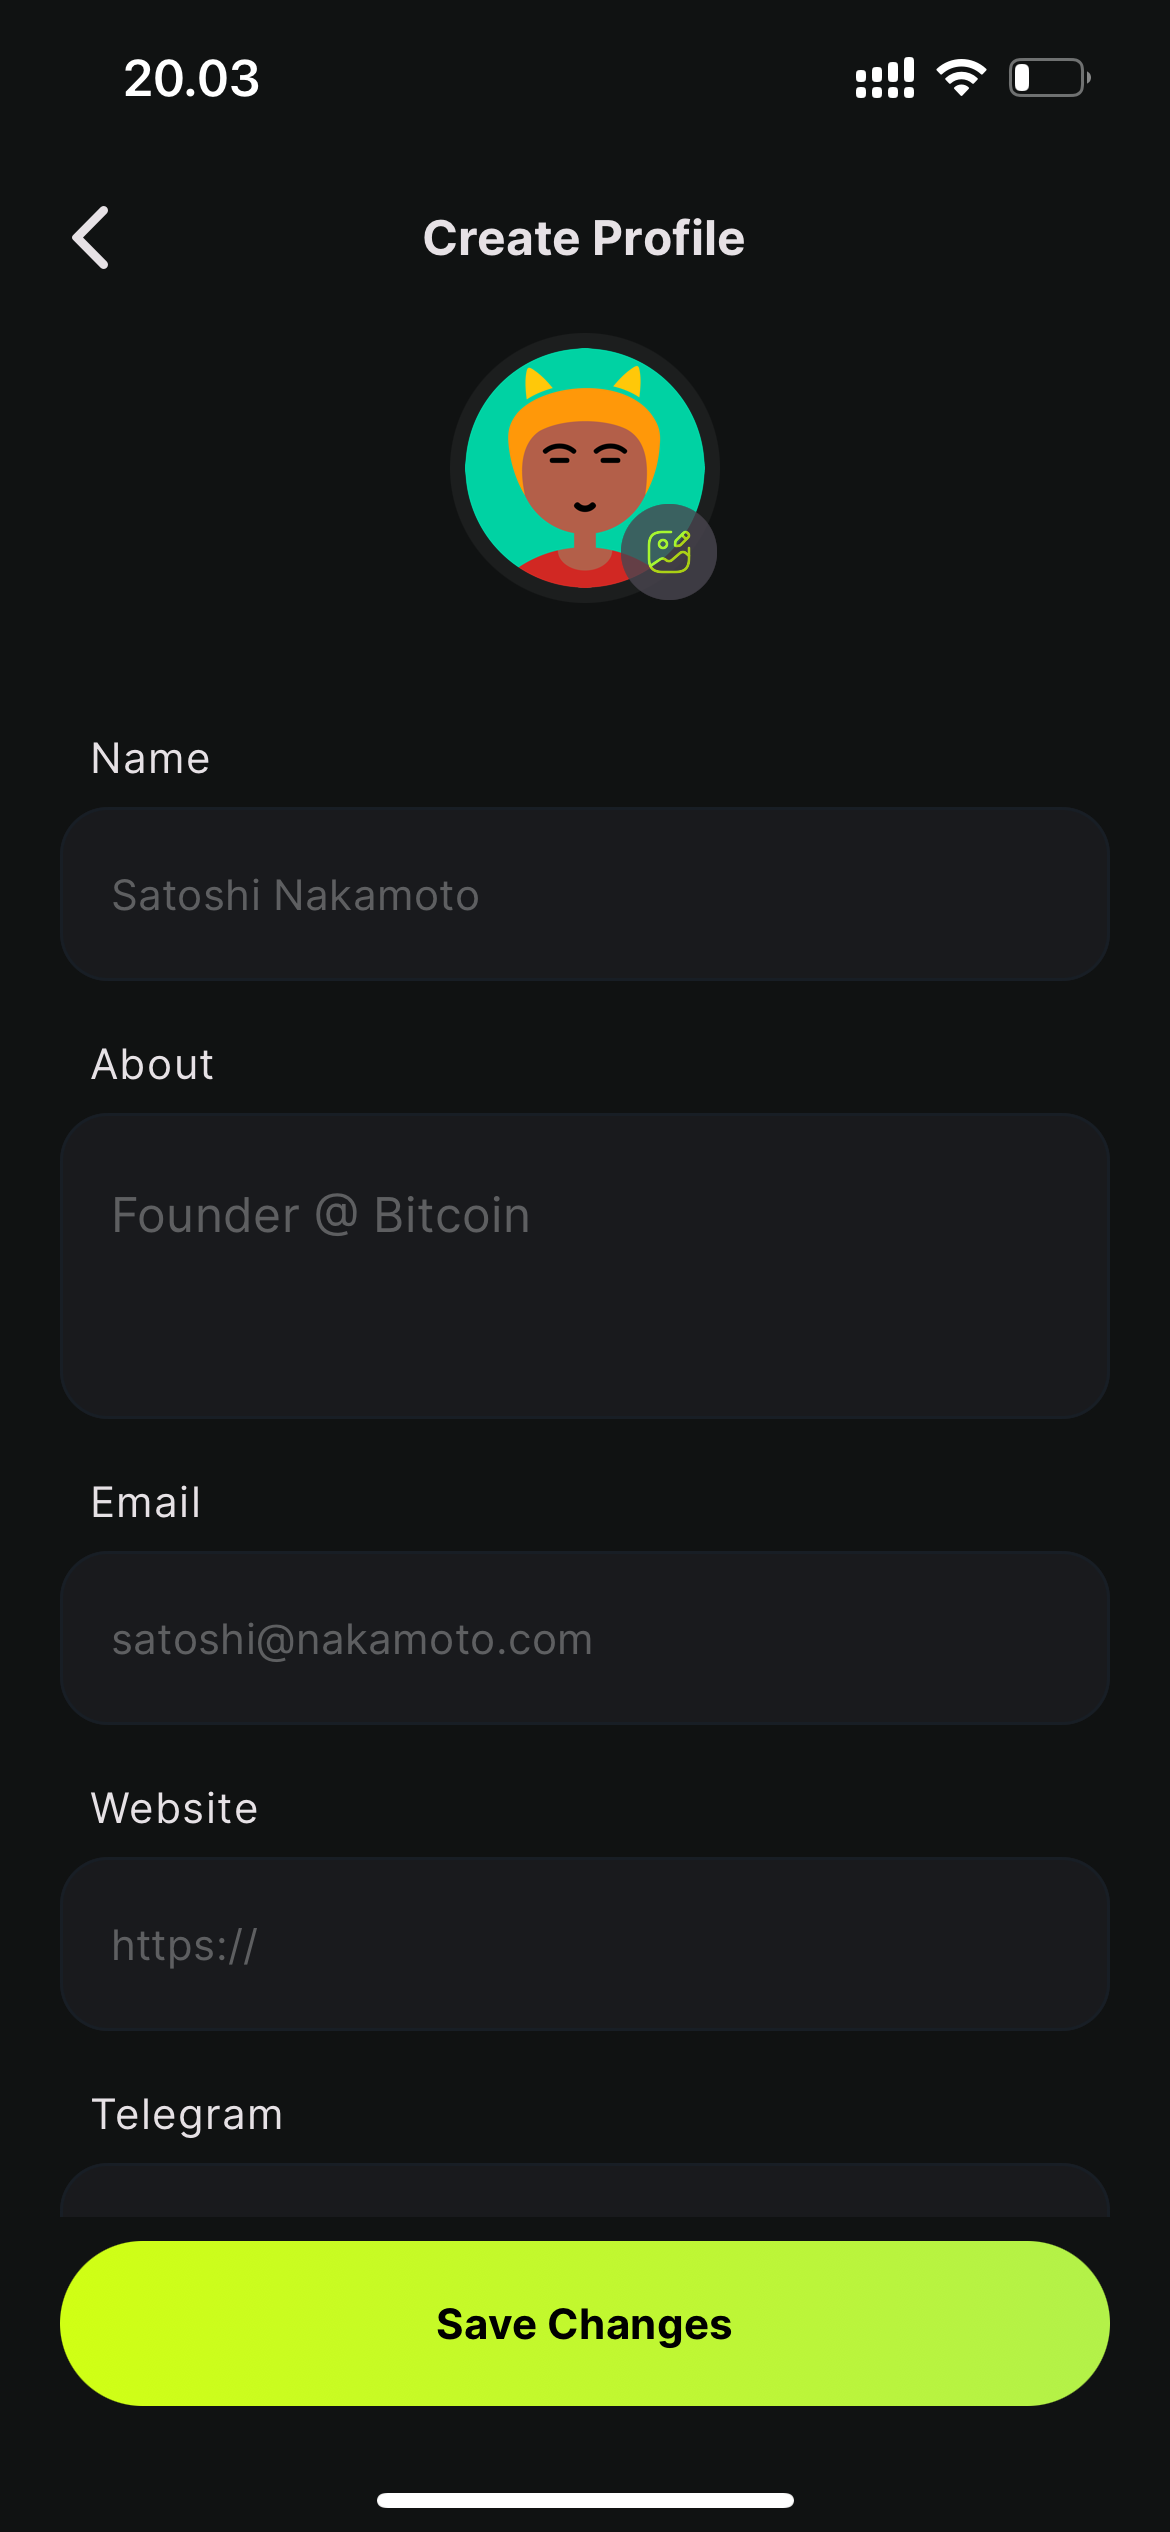 20.03
Create Profile
Name
Satoshi Nakamoto
About
Founder @ Bitcoin
Email
satoshi@nakamoto.com
Website
https://
Telegram
Save Changes